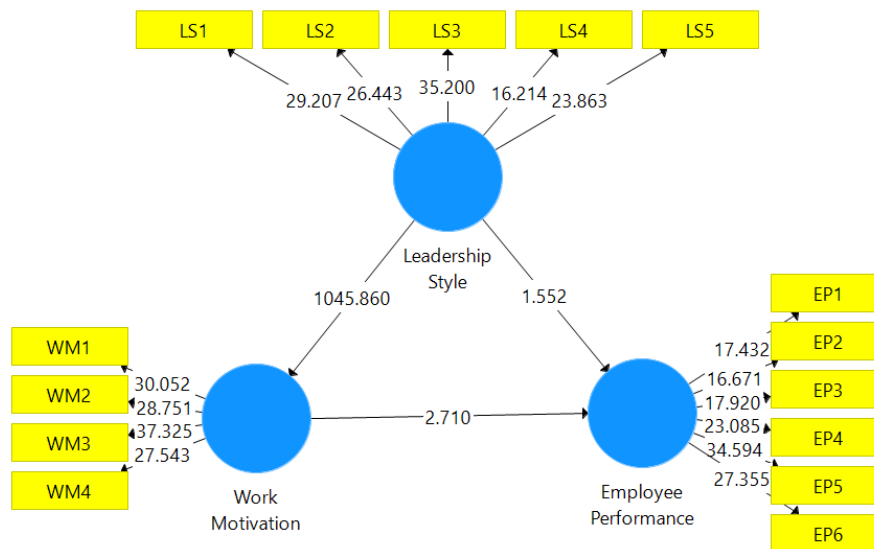 LS1 LS2 LS3 LS4 LS5
29.207 26.443 35.200 16.214 23.863
Leadership
Style
1045.860 1.552
WM1
WM2
WM3
WM4
30.052
28.751
37.325
27.543
Work
Motivation
2.710
Employee
Performance
17.432
16.671
17.920
23.085
34.594
27.355
EP1
EP2
EP3
EP4
EP5
EP6